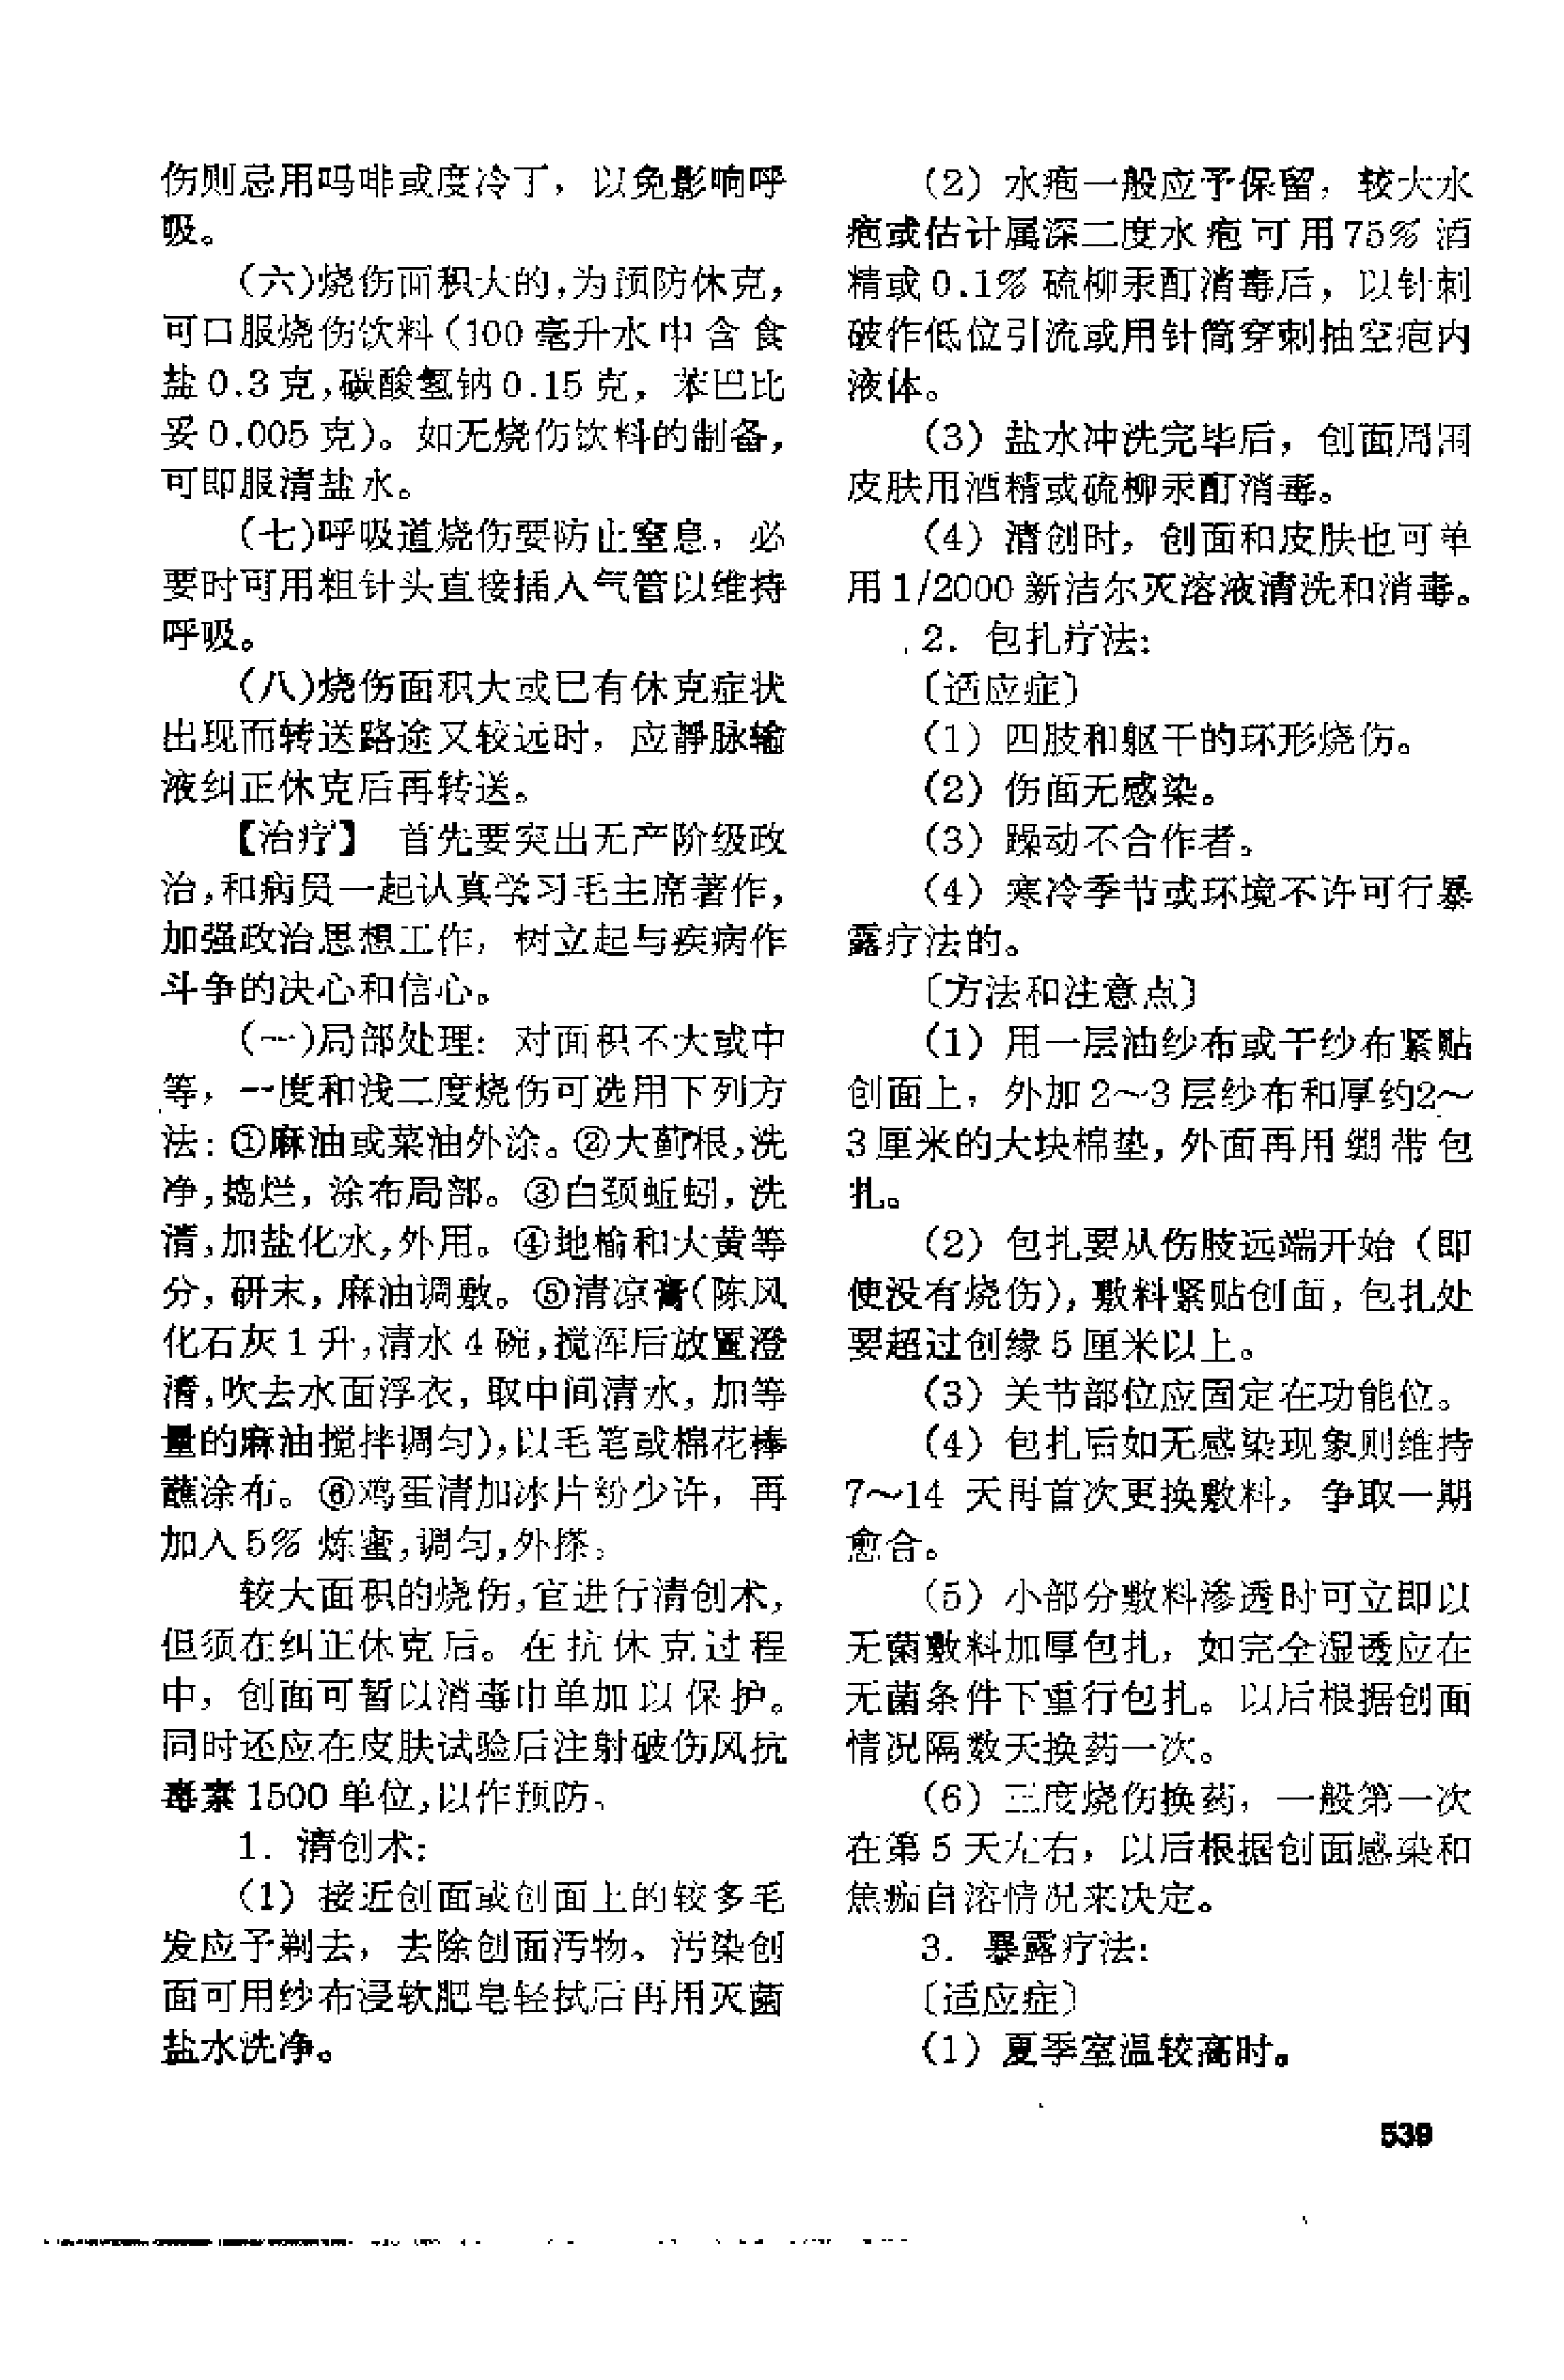 伤则忌用吗啡或度冷丁，以免影响呼
吸。
（六）烧伤面积大的，为预防休克，
可口服烧伤饮料（100毫升水中含食
盐0.3克，碳酸氢钠0.15克，苯巴比
妥0.005克）。如无烧伤饮料的制备，
可即服清盐水。
（七）呼吸道烧伤要防止窒息，必
要时可用粗针头直接插入气管以维持
呼吸。
（八）烧伤面积大或已有休克症状
出现而转送路途又较远时，应静脉输
液纠正休克后再转送。
【治疗】 首先要突出无产阶级政
治，和病员一起认真学习毛主席著作，
加强政治思想工作，树立起与疾病作
斗争的决心和信心。
（一）局部处理：对面积不大或中
等，一度和浅二度烧伤可选用下列方
法：①麻油或菜油外涂。②大蓟根，洗
净，捣烂，涂布局部。③白颈蚯蚓，洗
清，加盐化水，外用。④地榆和大黄等
分，研末，麻油调敷。⑤清凉膏（陈风
化石灰1升，清水4碗，搅浑后放置澄
清，吹去水面浮衣，取中间清水，加等
量的麻油搅拌调匀），以毛笔或棉花棒
蘸涂布。⑥鸡蛋清加冰片粉少许，再
加入5% 炼蜜，调匀，外搽。
较大面积的烧伤，宜进行清创术，
但须在纠正休克后。在抗休克过程
中，创面可暂以消毒巾单加以保护。
同时还应在皮肤试验后注射破伤风抗
毒素1500单位，以作预防。
1. 清创术：
（1）接近创面或创面上的较多毛
发应予剃去，去除创面污物。污染创
面可用纱布浸软肥皂轻拭后再用灭菌
盐水洗净。
（2）水疱一般应予保留，较大水
疱或估计属深二度水疱可用75% 酒
精或0.1% 硫柳汞酊消毒后，以针刺
破作低位引流或用针筒穿刺抽空疱内
液体。
（3）盐水冲洗完毕后，创面周围
皮肤用酒精或硫柳汞酊消毒。
（4）清创时，创面和皮肤也可单
用1/2000新洁尔灭溶液清洗和消毒。
2. 包扎疗法：
〔适应症〕
（1）四肢和躯干的环形烧伤。
（2）伤面无感染。
（3）躁动不合作者。
（4）寒冷季节或环境不许可行暴
露疗法的。
〔方法和注意点〕
（1）用一层油纱布或干纱布紧贴
创面上，外加2～3层纱布和厚约2～
3厘米的大块棉垫，外面再用绷带包
扎。
（2）包扎要从伤肢远端开始（即
使没有烧伤），敷料紧贴创面，包扎处
要超过创缘5厘米以上。
（3）关节部位应固定在功能位。
（4）包扎后如无感染现象则维持
7～14 天再首次更换敷料，争取一期
愈合。
（5）小部分敷料渗透时可立即以
无菌敷料加厚包扎，如完全湿透应在
无菌条件下重行包扎。以后根据创面
情况隔数天换药一次。
（6）三度烧伤换药，一般第一次
在第5天左右，以后根据创面感染和
焦痂自溶情况来决定。
3. 暴露疗法：
〔适应症〕
（1）夏季室温较高时。
539